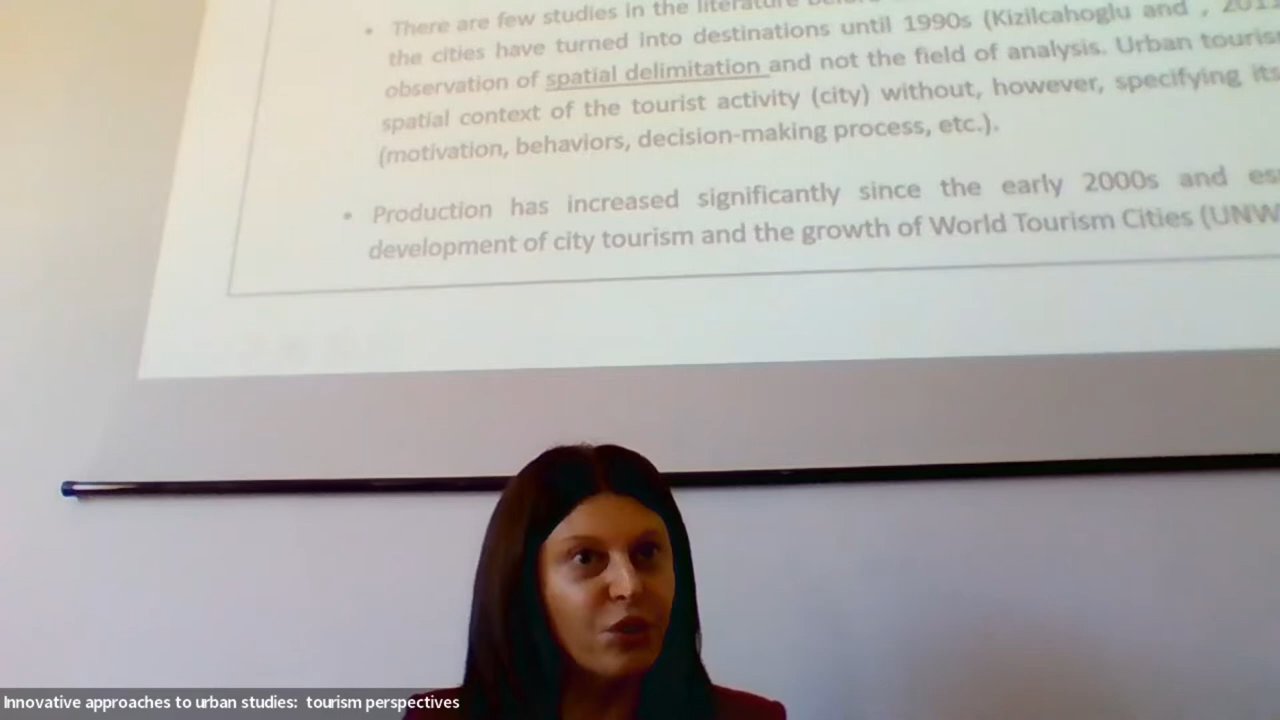 There are few studies in the literature
the cities have turned into destinations until 1990s (Kizilcahoglu and , 2011
observation of spatial delimitation and not the field of analysis. Urban touris
spatial context of the tourist activity (city) without, however, specifying its
(motivation, behaviors, decision-making process, etc.).
• Production has increased significantly since the early 2000s and es
development of city tourism and the growth of World Tourism Cities (UNW
Innovative approaches to urban studies: tourism perspectives